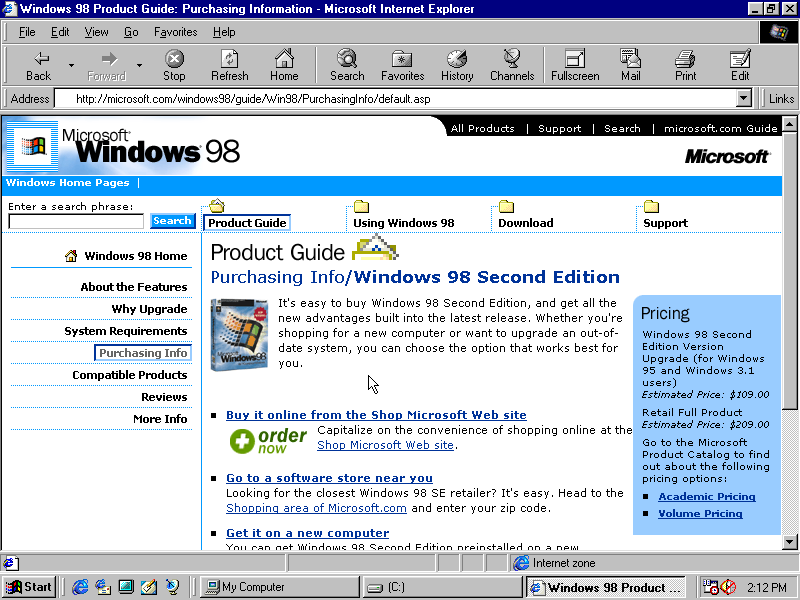 Windows 98 Product Guide: Purchasing Information - Microsoft Internet Explorer
File Edit View Go Favorites Help
Back Forward Stop Refresh Home Search Favorites History Channels Fullscreen Mail Print Edit
Address http://microsoft.com/windows98/guide/Win98/PurchasingInfo/default.asp Links
All Products | Support | Search | microsoft.com Guide
Microsoft®
Windows 98
Microsoft
Windows Home Pages |
Enter a search phrase:
Search
Product Guide
Using Windows 98
Download
Support
Windows 98 Home
About the Features
Why Upgrade
System Requirements
Purchasing Info
Compatible Products
Reviews
More Info
Product Guide
Purchasing Info/Windows 98 Second Edition
Windows98
It's easy to buy Windows 98 Second Edition, and get all the
new advantages built into the latest release. Whether you're
shopping for a new computer or want to upgrade an out-of-
date system, you can choose the option that works best for
you.
Buy it online from the Shop Microsoft Web site
order
now
Capitalize on the convenience of shopping online at the
Shop Microsoft Web site.
Go to a software store near you
Looking for the closest Windows 98 SE retailer? It's easy. Head to the
Shopping area of Microsoft.com and enter your zip code.
Get it on a new computer
You can get Windows 98 Second Edition preinstalled on a new
Pricing
Windows 98 Second
Edition Version
Upgrade (for Windows
95 and Windows 3.1
users)
Estimated Price: $109.00
Retail Full Product
Estimated Price: $209.00
Go to the Microsoft
Product Catalog to find
out about the following
pricing options:
Academic Pricing
Volume Pricing
Internet zone
Start
My Computer
(C:)
Windows 98 Product ...
2:12 PM